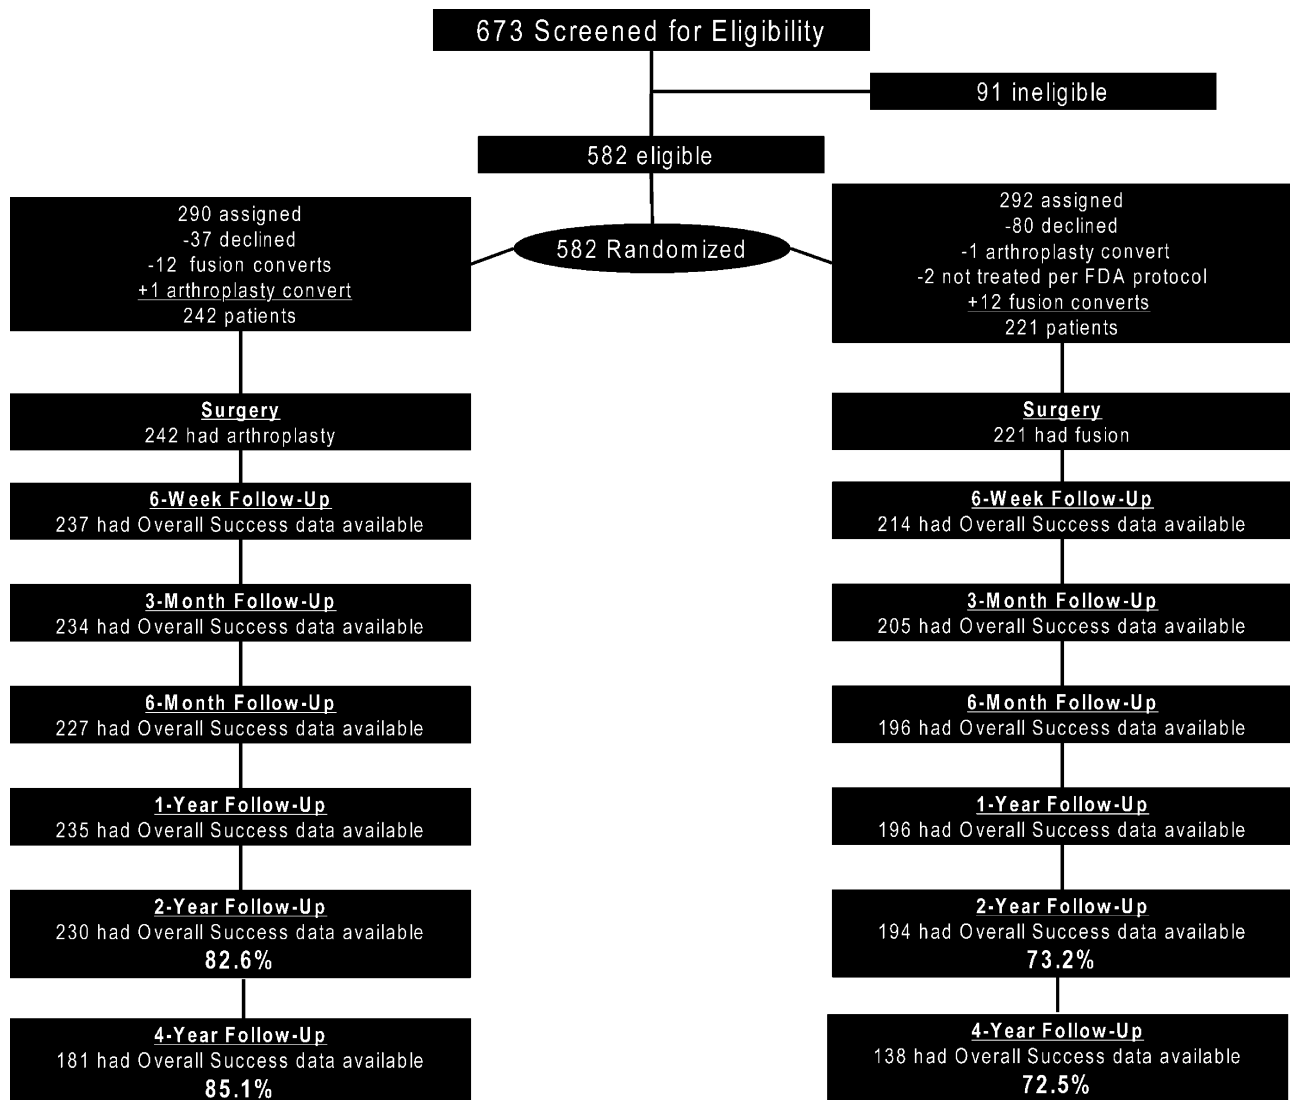 673 Screened for Eligibility
91 ineligible
582 eligible
582 Randomized
290 assigned
-37 declined
-12 fusion converts
+1 arthroplasty convert
242 patients
Surgery
242 had arthroplasty
6-Week Follow-Up
237 had Overall Success data available
3-Month Follow-Up
234 had Overall Success data available
6-Month Follow-Up
227 had Overall Success data available
1-Year Follow-Up
235 had Overall Success data available
2-Year Follow-Up
230 had Overall Success data available
82.6%
4-Year Follow-Up
181 had Overall Success data available
85.1%
292 assigned
-80 declined
-1 arthroplasty convert
-2 not treated per FDA protocol
+12 fusion converts
221 patients
Surgery
221 had fusion
6-Week Follow-Up
214 had Overall Success data available
3-Month Follow-Up
205 had Overall Success data available
6-Month Follow-Up
196 had Overall Success data available
1-Year Follow-Up
196 had Overall Success data available
2-Year Follow-Up
194 had Overall Success data available
73.2%
4-Year Follow-Up
138 had Overall Success data available
72.5%